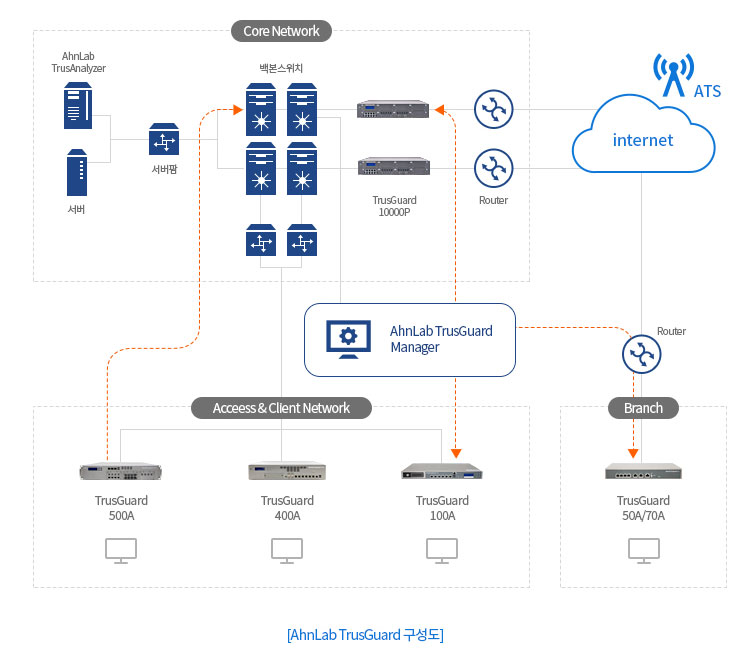 Core Network
AhnLab
TrusAnalyzer
백본스위치
ATS
internet
서버팜
서버
TrusGuard
10000P
Router
AhnLab TrusGuard
Manager
Router
Acceess & Client Network
Branch
TrusGuard
500A
TrusGuard
400A
TrusGuard
100A
TrusGuard
50A/70A
[AhnLab TrusGuard 구성도]